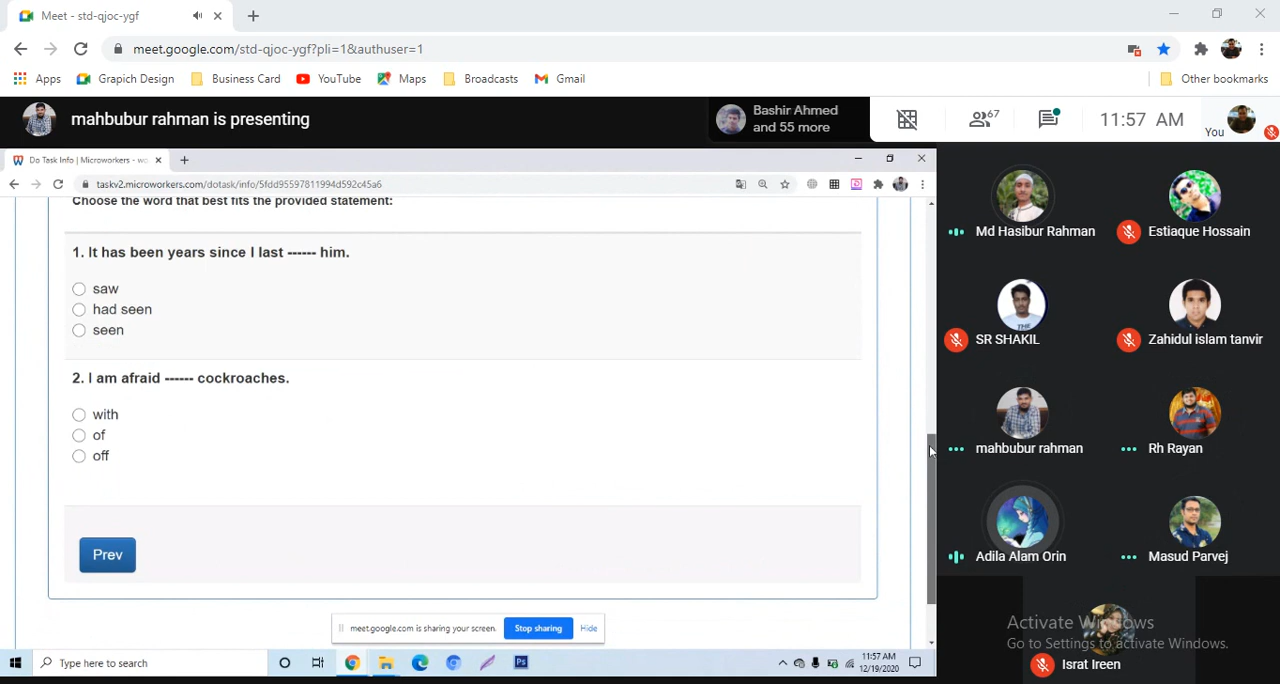 Meet - std-qjoc-ygf
meet.google.com/std-qjoc-ygf?pli=1&authuser=1
Apps Grapich Design Business Card YouTube Maps Broadcasts Gmail Other bookmarks
mahbubur rahman is presenting
Bashir Ahmed
and 55 more
67
11:57 AM
You
Do Task Info | Microworkers - wo
taskv2.microworkers.com/dotask/info/5fdd95597811994d592c45a6
Choose the word that best fits the provided statement:
1. It has been years since I last ------ him.
saw
had seen
seen
2. I am afraid ------ cockroaches.
with
of
off
Prev
meet.google.com is sharing your screen. Stop sharing Hide
Type here to search
Ps
11:57 AM
12/19/2020
Md Hasibur Rahman
Estiaque Hossain
THE
SR SHAKIL
Zahidul islam tanvir
mahbubur rahman
Rh Rayan
Adila Alam Orin
Masud Parvej
Activate Windows
Go to Settings to activate Windows.
Israt Ireen